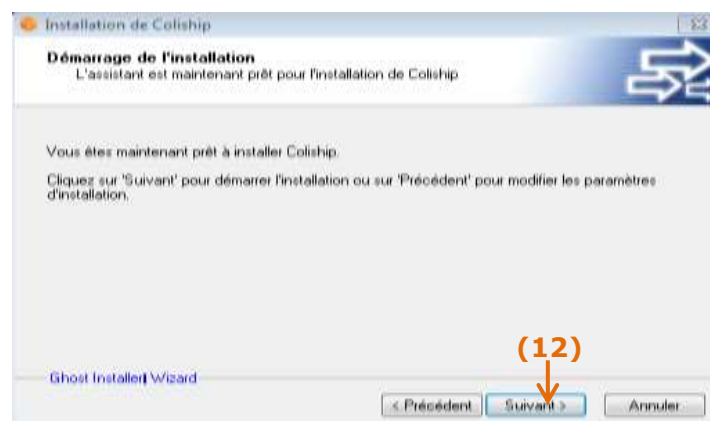 Installation de Coliship
Démarrage de l'installation
L'assistant est maintenant prêt pour l'installation de Coliship
Vous êtes maintenant prêt à installer Coliship.
Cliquez sur 'Suivant' pour démarrer l'installation ou sur 'Précédent' pour modifier les paramètres
d'installation.
(12)
Ghost Installer Wizard
< Précédent Suivant > Annuler